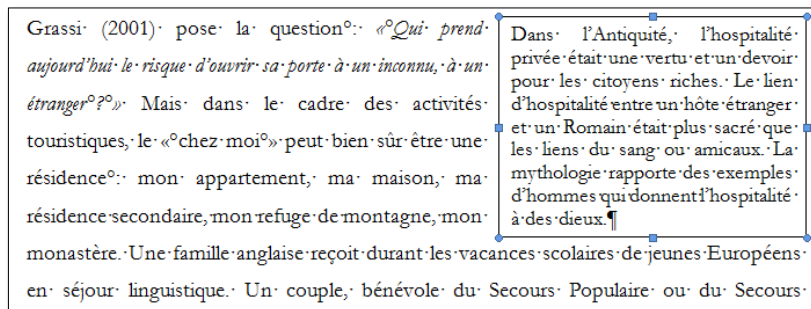 Grassi (2001) pose la question°: «°Qui prend
aujourd'hui le risque d'ouvrir sa porte à un inconnu, à un
étranger°?°» Mais dans le cadre des activités
touristiques, le «°chez moi°» peut bien sûr être une
résidence°: mon appartement, ma maison, ma
résidence secondaire, mon refuge de montagne, mon
monastère. Une famille anglaise reçoit durant les vacances scolaires de jeunes Européens
en séjour linguistique. Un couple, bénévole du Secours Populaire ou du Secours
Dans l'Antiquité, l'hospitalité
privée était une vertu et un devoir
pour les citoyens riches. Le lien
d'hospitalité entre un hôte étranger
et un Romain était plus sacré que
les liens du sang ou amicaux. La
mythologie rapporte des exemples
d'hommes qui donnent l'hospitalité
à des dieux.¶